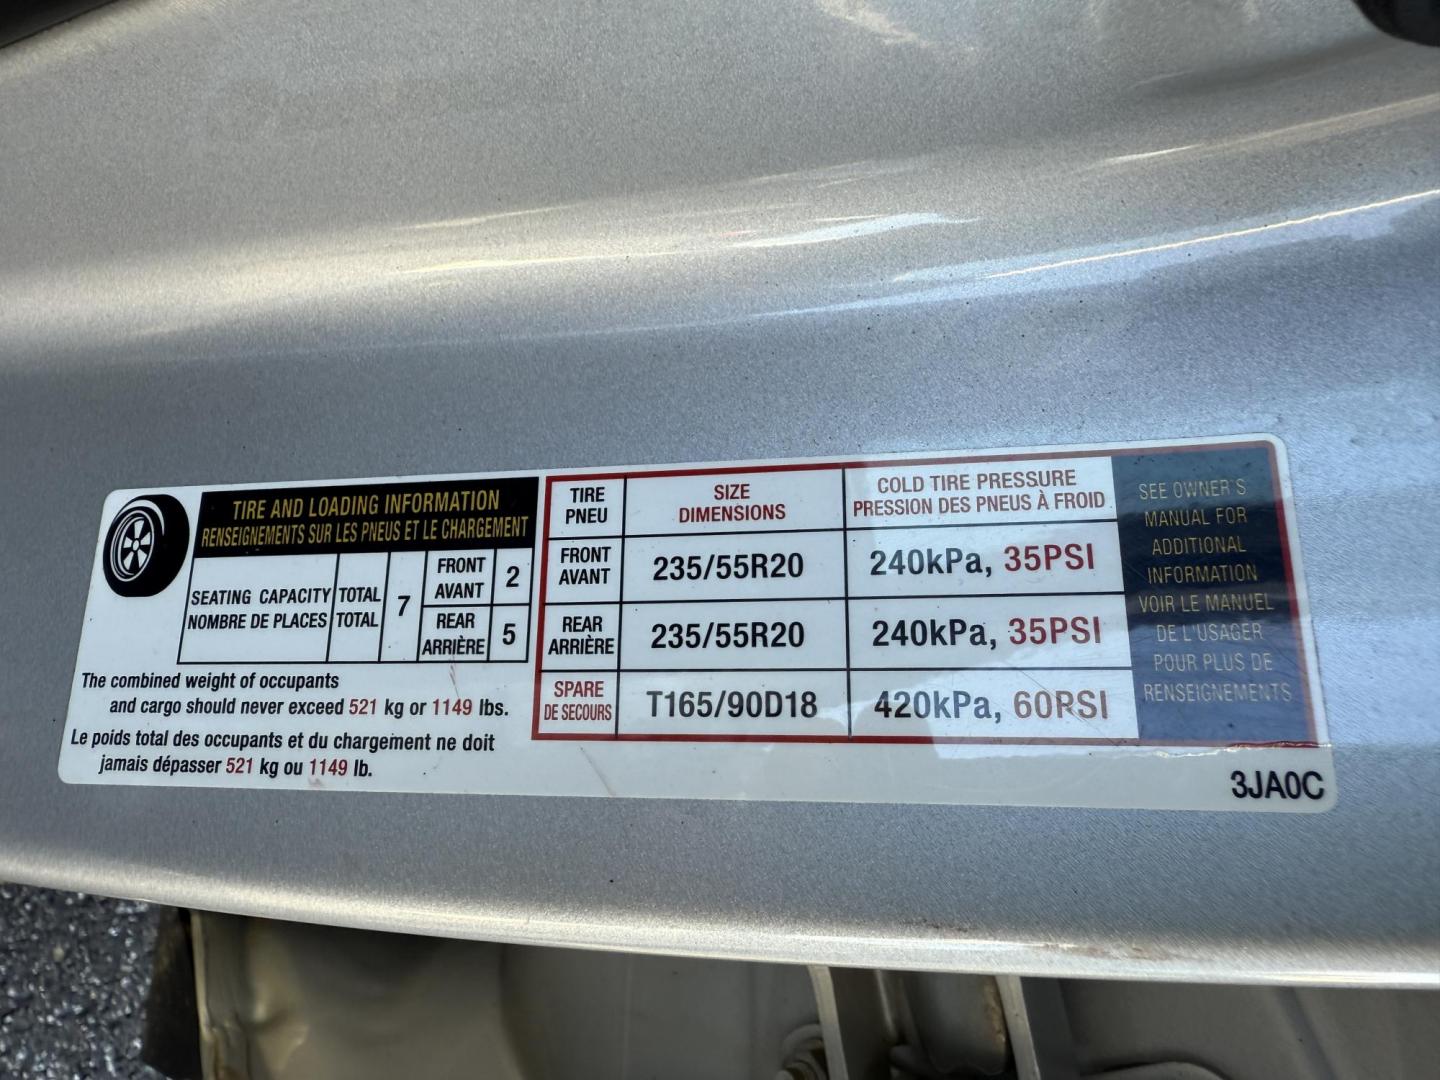 TIRE AND LOADING INFORMATION
RENSEIGNEMENTS SUR LES PNEUS ET LE CHARGEMENT
SEATING CAPACITY
NOMBRE DE PLACES
TOTAL
TOTAL
7
FRONT
AVANT
2
REAR
ARRIÈRE
5
The combined weight of occupants
and cargo should never exceed 521 kg or 1149 lbs.
Le poids total des occupants et du chargement ne doit
jamais dépasser 521 kg ou 1149 lb.
TIRE
PNEU
SIZE
DIMENSIONS
COLD TIRE PRESSURE
PRESSION DES PNEUS À FROID
FRONT
AVANT
235/55R20
240kPa, 35PSI
REAR
ARRIÈRE
235/55R20
240kPa, 35PSI
SPARE
DE SECOURS
T165/90D18
420kPa, 60PSI
SEE OWNER'S
MANUAL FOR
ADDITIONAL
INFORMATION
VOIR LE MANUEL
DE L'USAGER
POUR PLUS DE
RENSEIGNEMENTS
3JA0C